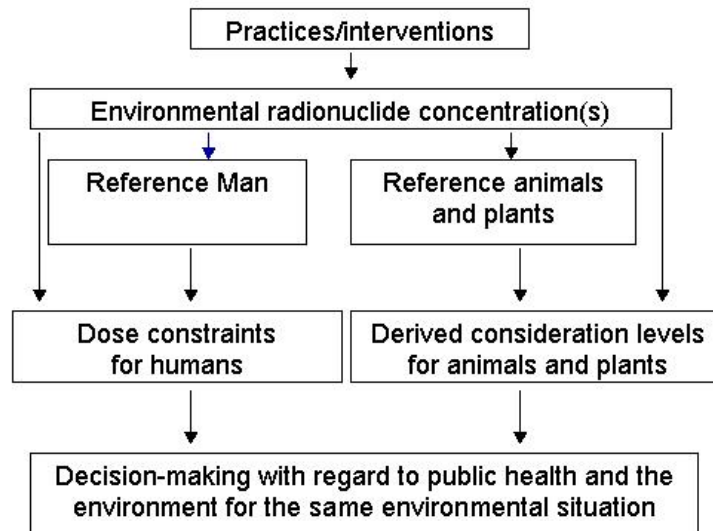 Practices/interventions
Environmental radionuclide concentration(s)
Reference Man
Reference animals
and plants
Dose constraints
for humans
Derived consideration levels
for animals and plants
Decision-making with regard to public health and the
environment for the same environmental situation